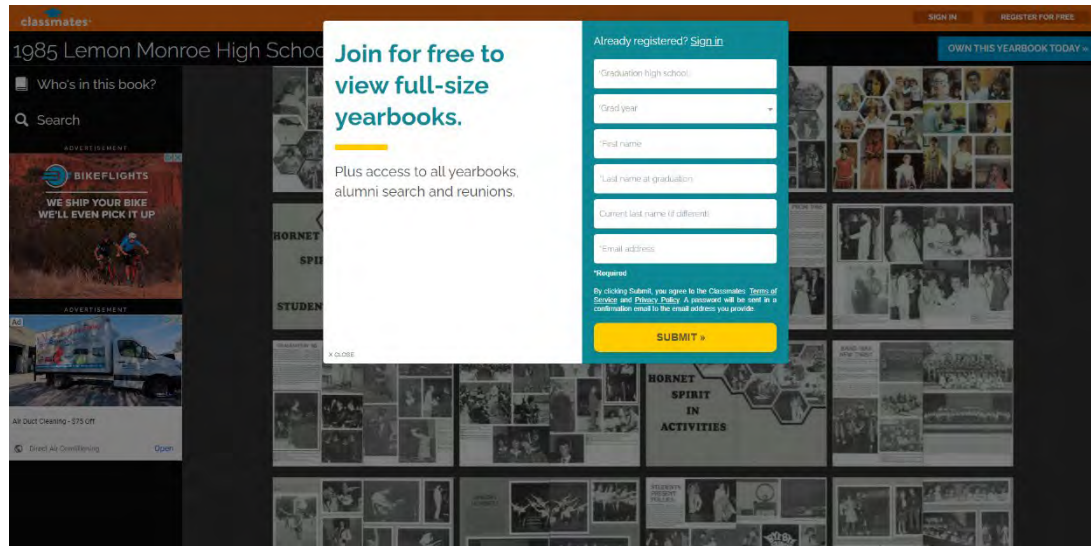 classmates
SIGN IN
REGISTER FOR FREE
1985 Lemon Monroe High Schoo
OWN THIS YEARBOOK TODAY »
Who's in this book?
Search
ADVERTISEMENT
BIKEFLIGHTS
WE SHIP YOUR BIKE
WE'LL EVEN PICK IT UP
ADVERTISEMENT
Ad
Air Duct Cleaning - $75 Off
Direct Air Conditioning
Open
Join for free to
view full-size
yearbooks.
Plus access to all yearbooks,
alumni search and reunions.
X CLOSE
Already registered? Sign in
*Graduation high school
*Grad year
*First name
*Last name at graduation
Current last name (if different)
*Email address
*Required
By clicking Submit, you agree to the Classmates Terms of
Service and Privacy Policy. A password will be sent in a
confirmation email to the email address you provide.
SUBMIT »
HORNET
SPI
STUDEN
HORNET
SPIRIT
IN
ACTIVITIES